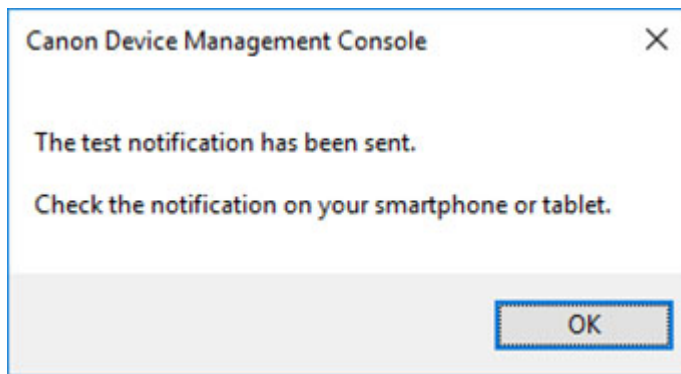 Canon Device Management Console
The test notification has been sent.
Check the notification on your smartphone or tablet.
OK